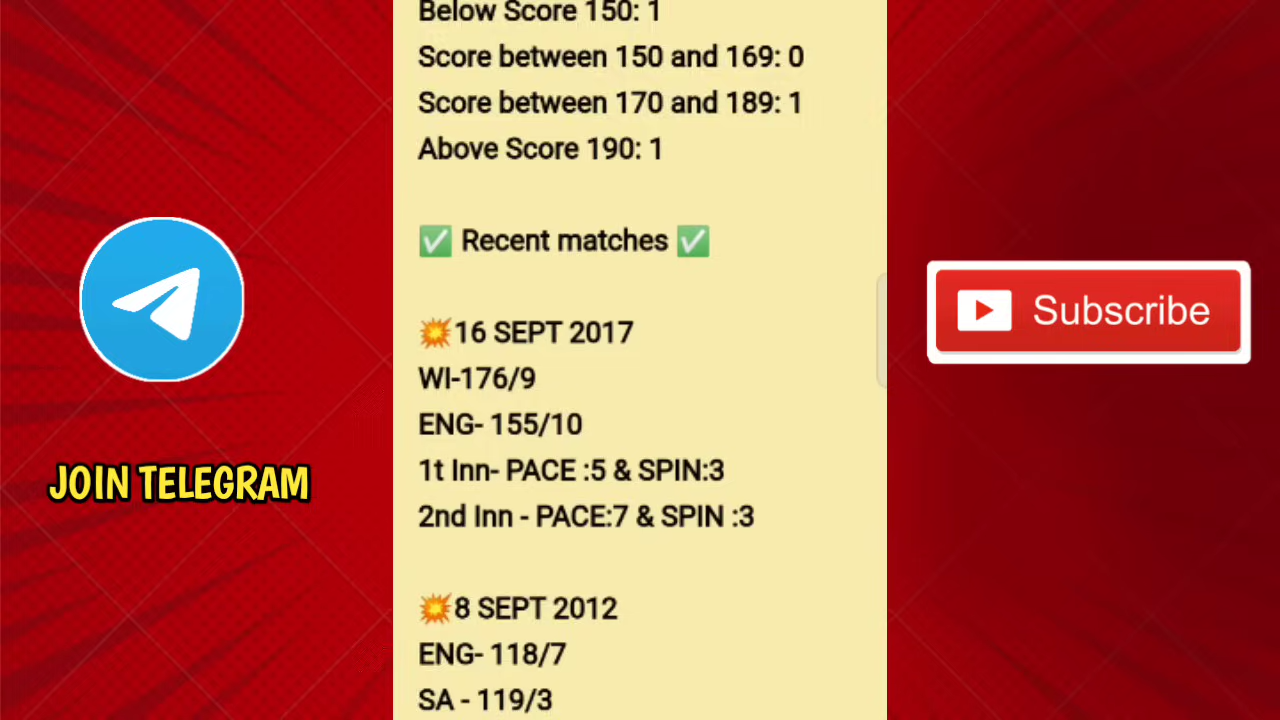 Below Score 150: 1
Score between 150 and 169: 0
Score between 170 and 189: 1
Above Score 190: 1
✅ Recent matches ✅
💥16 SEPT 2017
WI-176/9
ENG- 155/10
1t Inn- PACE :5 & SPIN:3
2nd Inn - PACE:7 & SPIN :3
💥8 SEPT 2012
ENG- 118/7
SA - 119/3
JOIN TELEGRAM
Subscribe